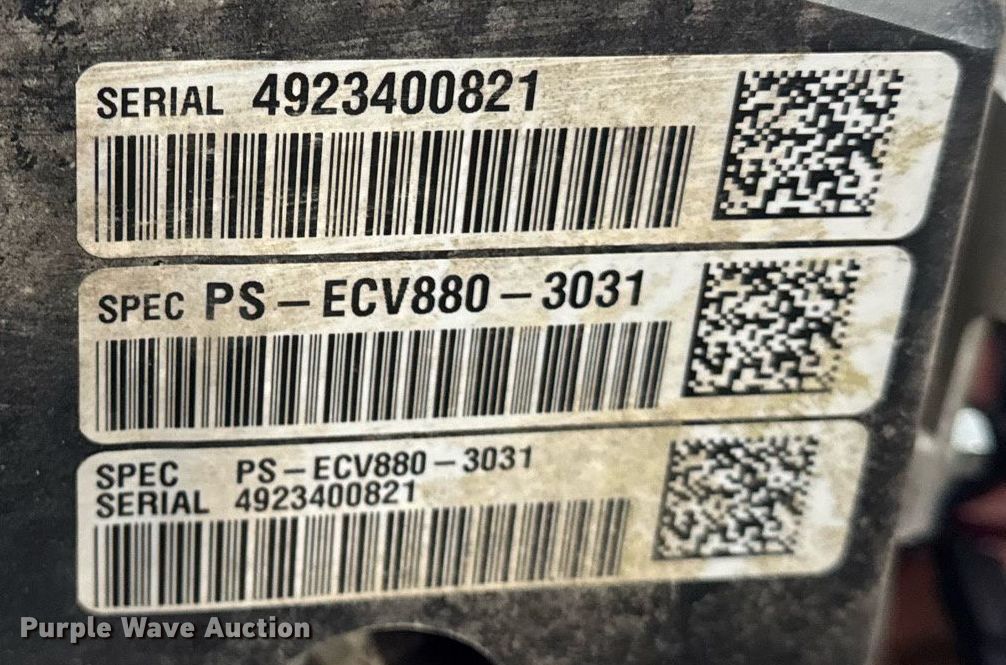 SERIAL 4923400821
SPEC PS-ECV880-3031
SPEC PS-ECV880-3031
SERIAL 4923400821
Purple Wave Auction